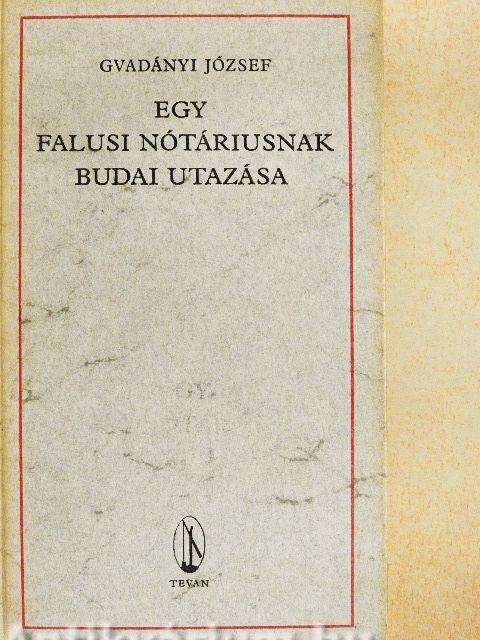 GVADÁNYI JÓZSEF
EGY
FALUSI NÓTÁRIUSNAK
BUDAI UTAZÁSA
TEVAN